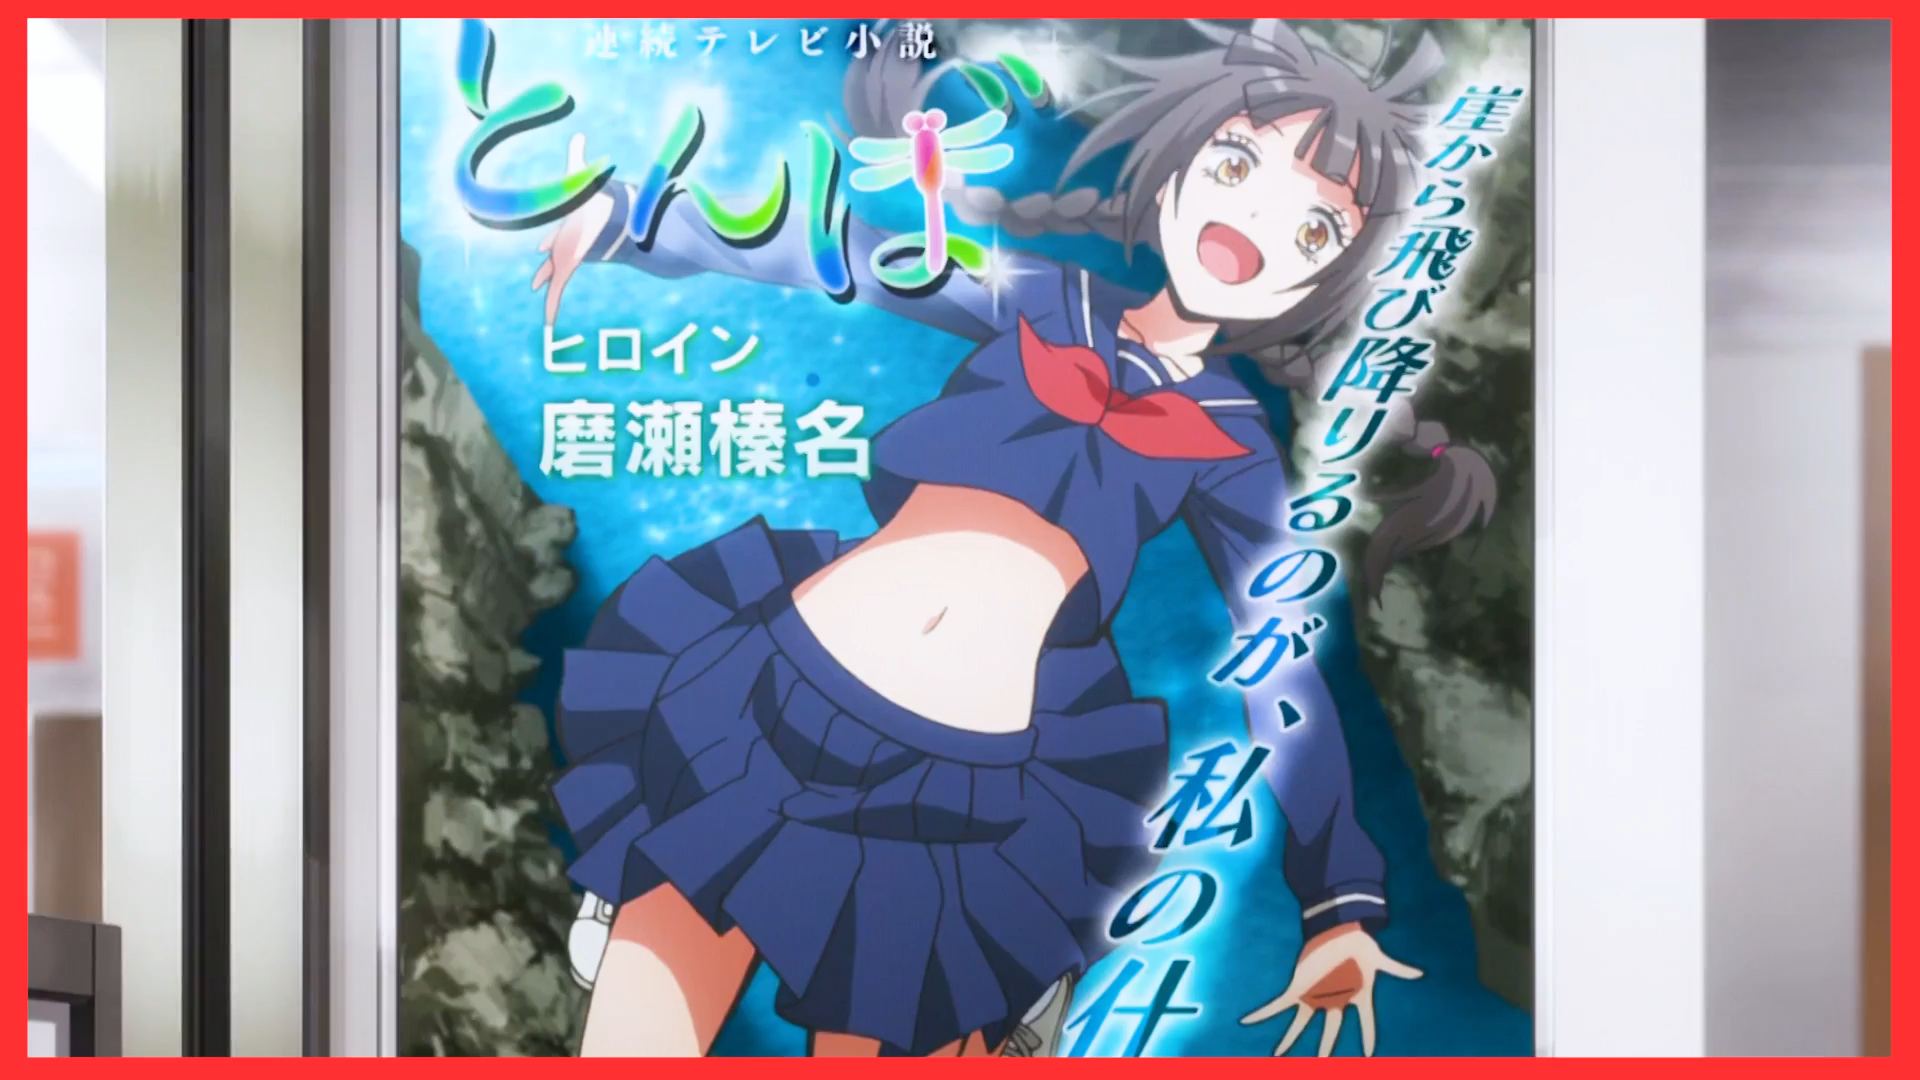 連続テレビ小説
とんぼ
ヒロイン
磨瀬榛名
崖から飛び降りるのが、私の仕